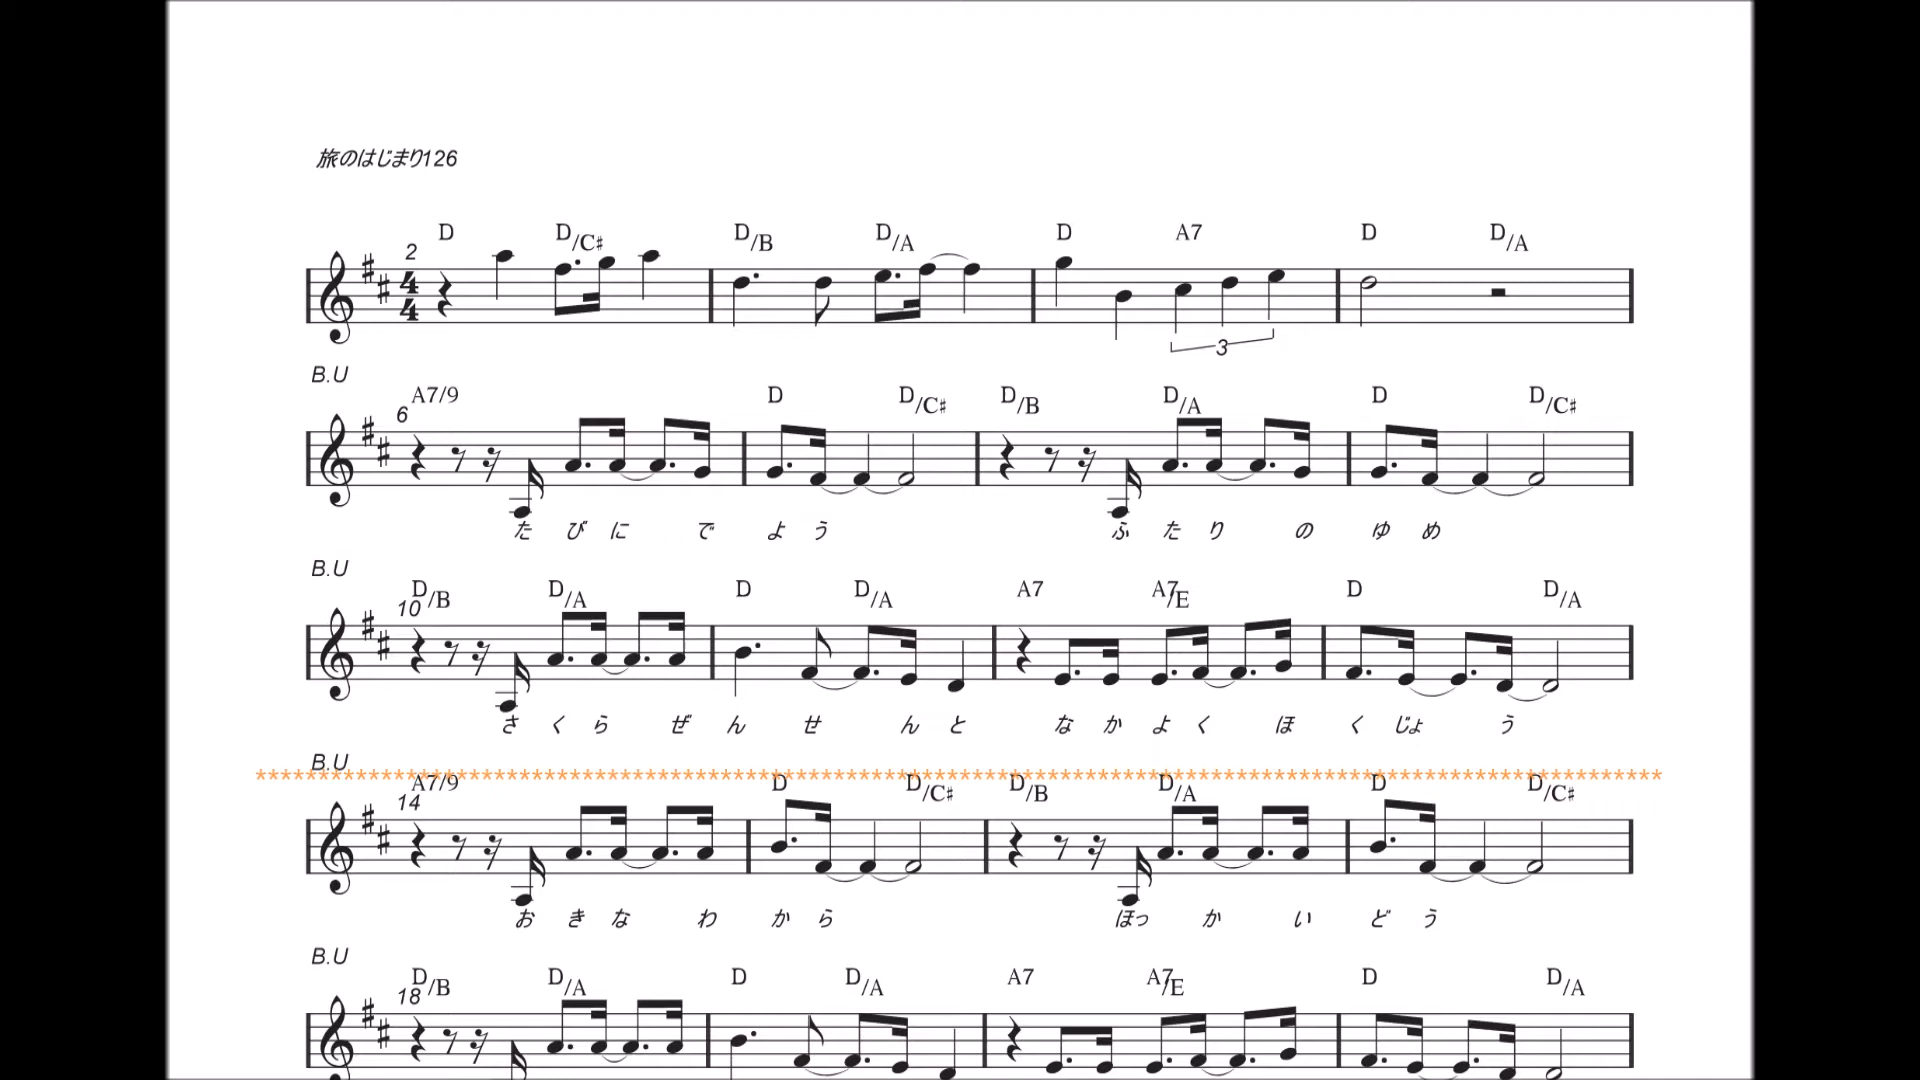 旅のはじまり126
D D/C♯ D/B D/A D A7 D D/A
2
4
4
3
B.U
A7/9 D D/C♯ D/B D/A D D/C♯
6
た び に で よ う ふ た り の ゆ め
B.U
D/B D/A D D/A A7 A7/E D D/A
10
さ く ら ぜ ん せ ん と な か よ く ほ く じょ う
B.U
****************************************************************************************************************
A7/9 D D/C♯ D/B D/A D D/C♯
14
お き な わ か ら ほっ か い ど う
B.U
D/B D/A D D/A A7 A7/E D D/A
18